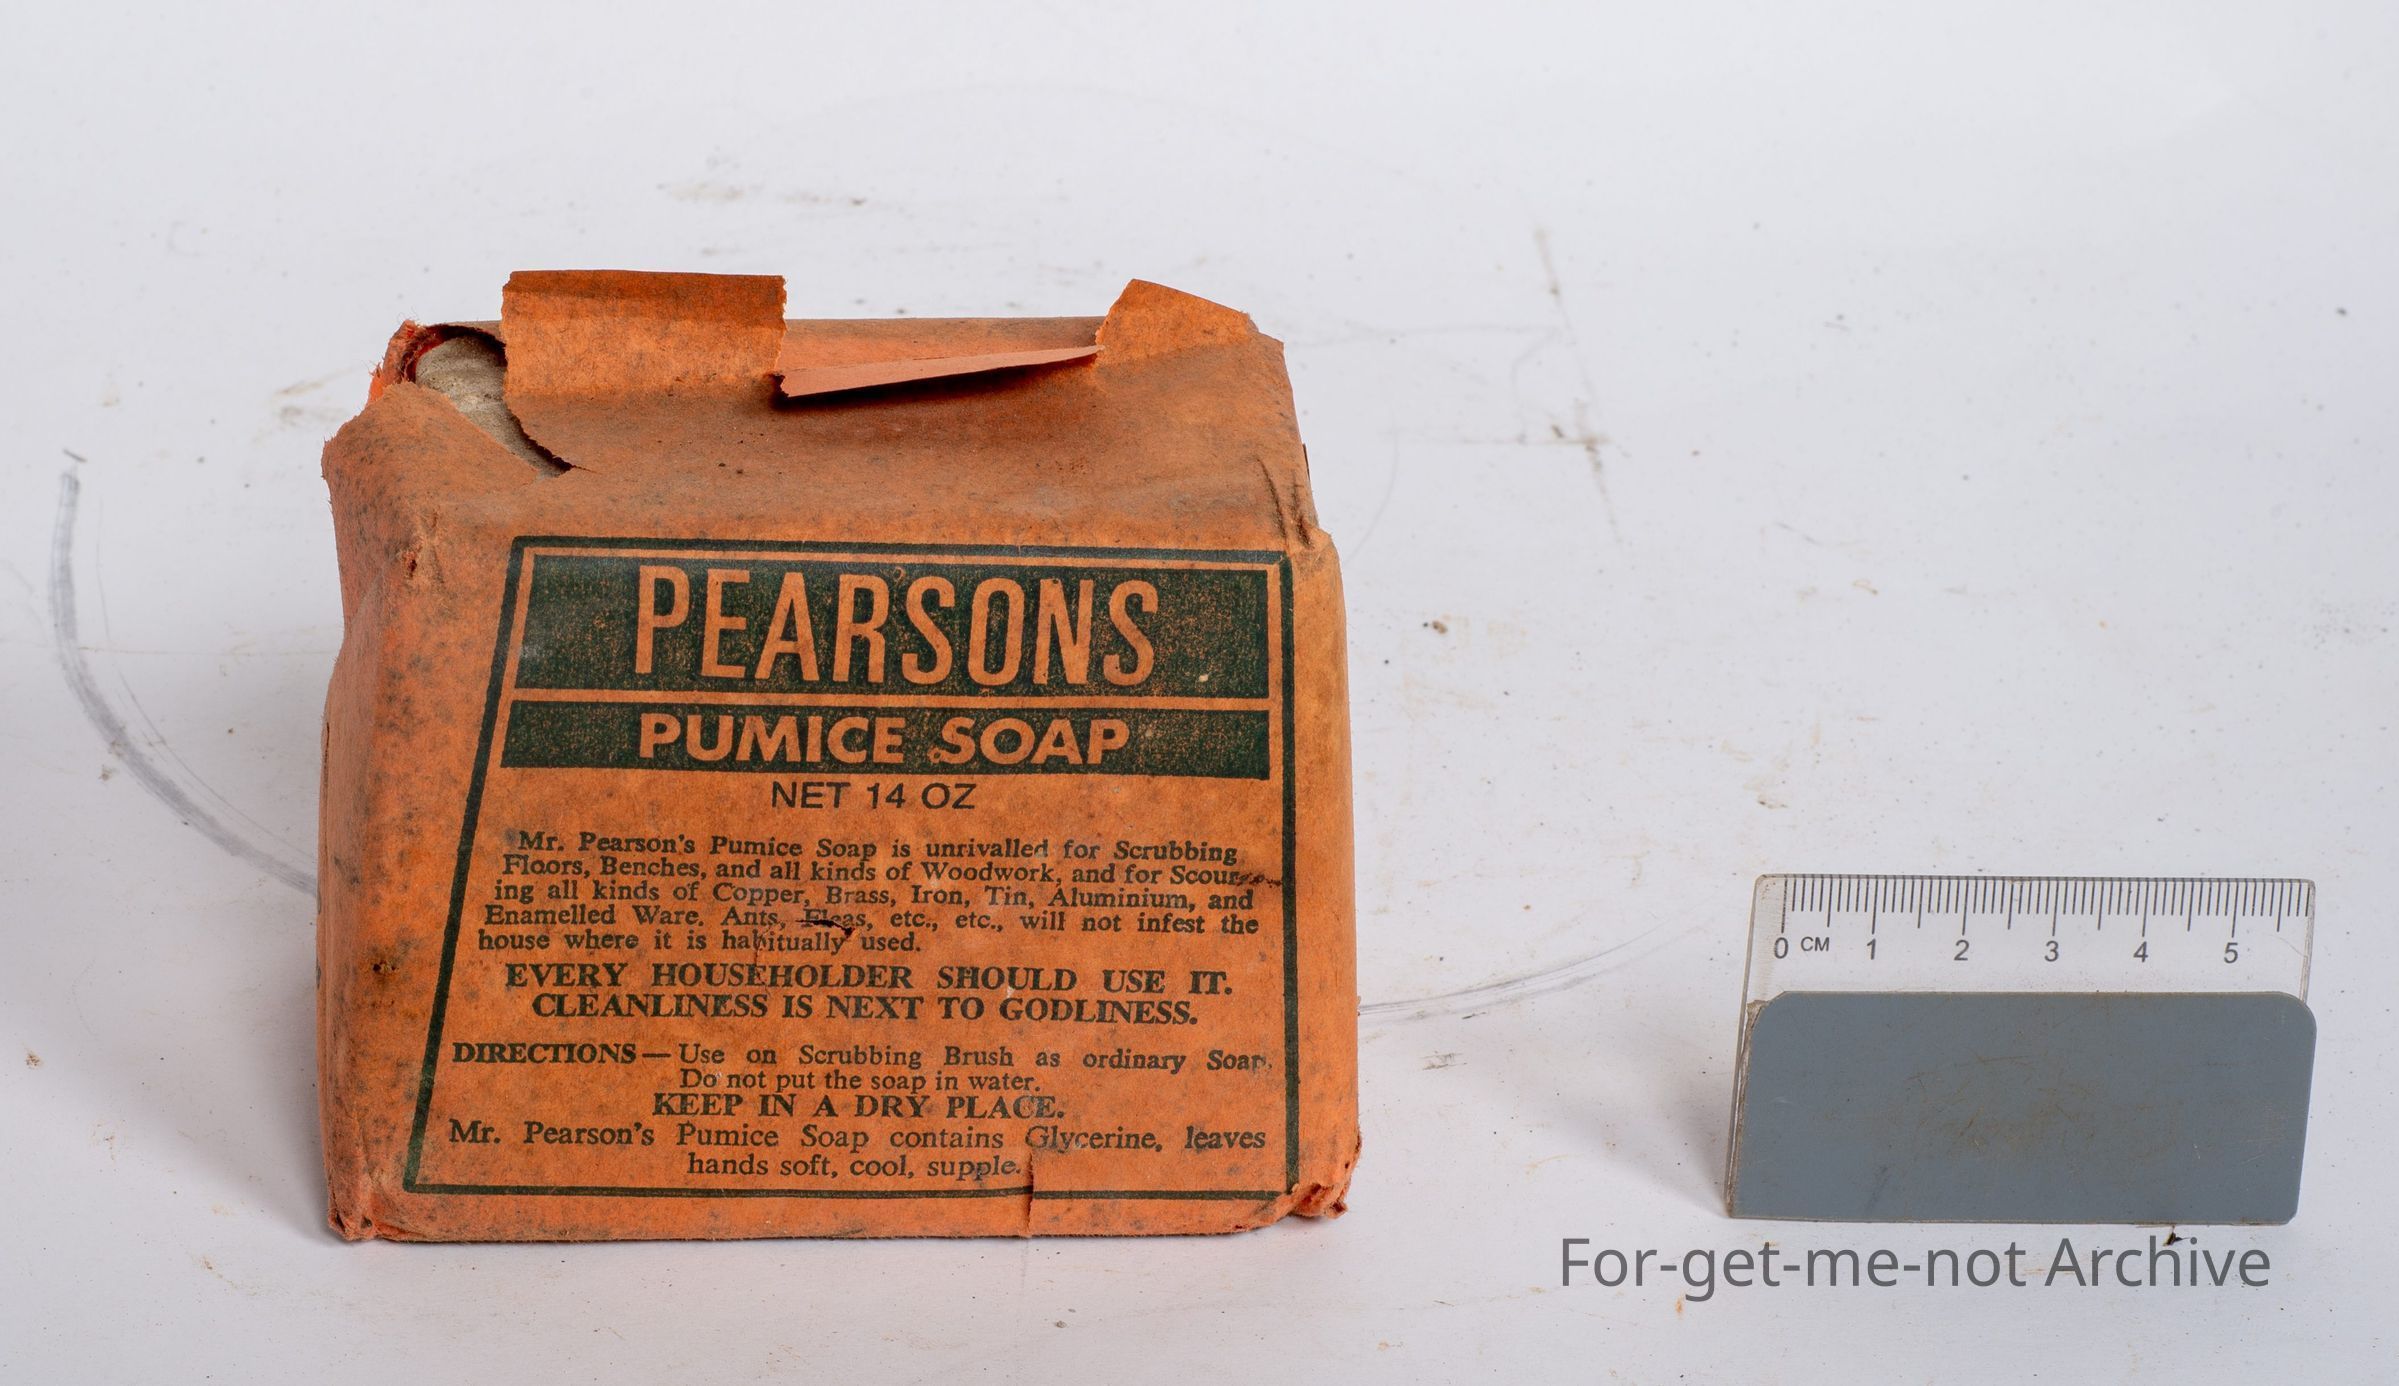 PEARSONS
PUMICE SOAP
NET 14 OZ
Mr. Pearson's Pumice Soap is unrivalled for Scrubbing
Floors, Benches, and all kinds of Woodwork, and for Scour-
ing all kinds of Copper, Brass, Iron, Tin, Aluminium, and
Enamelled Ware. Ants, Fleas, etc., etc., will not infest the
house where it is habitually used.
EVERY HOUSEHOLDER SHOULD USE IT.
CLEANLINESS IS NEXT TO GODLINESS.
DIRECTIONS — Use on Scrubbing Brush as ordinary Soap.
Do not put the soap in water.
KEEP IN A DRY PLACE.
Mr. Pearson's Pumice Soap contains Glycerine, leaves
hands soft, cool, supple.
0 CM 1 2 3 4 5
For-get-me-not Archive